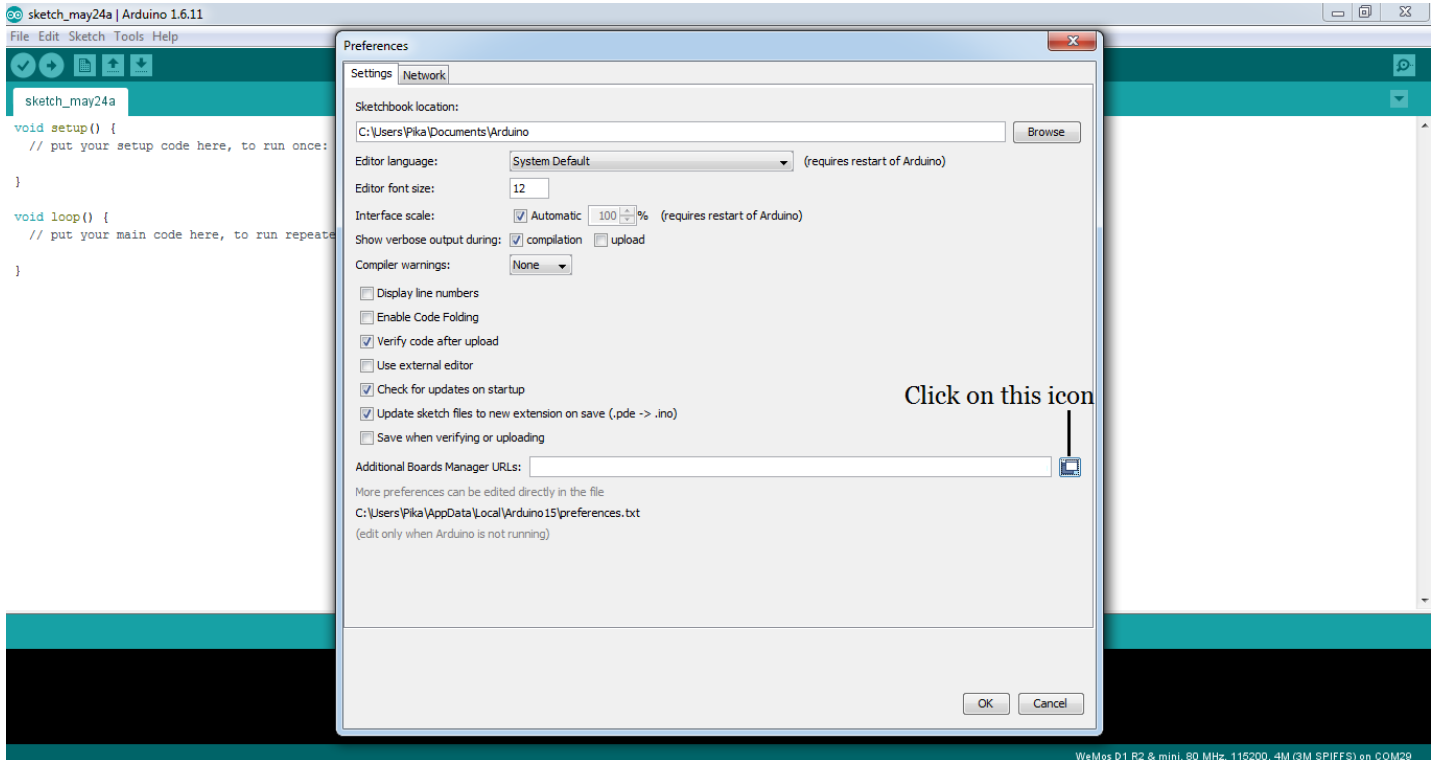 sketch_may24a | Arduino 1.6.11
File Edit Sketch Tools Help
sketch_may24a
void setup() {
// put your setup code here, to run once:
}
void loop() {
// put your main code here, to run repeate
}
Preferences
Settings Network
Sketchbook location:
C:\Users\Pika\Documents\Arduino Browse
Editor language: System Default (requires restart of Arduino)
Editor font size: 12
Interface scale: Automatic 100 % (requires restart of Arduino)
Show verbose output during: compilation upload
Compiler warnings: None
Display line numbers
Enable Code Folding
Verify code after upload
Use external editor
Check for updates on startup
Click on this icon
Update sketch files to new extension on save (.pde -> .ino)
Save when verifying or uploading
Additional Boards Manager URLs:
More preferences can be edited directly in the file
C:\Users\Pika\AppData\Local\Arduino15\preferences.txt
(edit only when Arduino is not running)
OK Cancel
WeMos D1 R2 & mini, 80 MHz, 115200, 4M (3M SPIFFS) on COM29